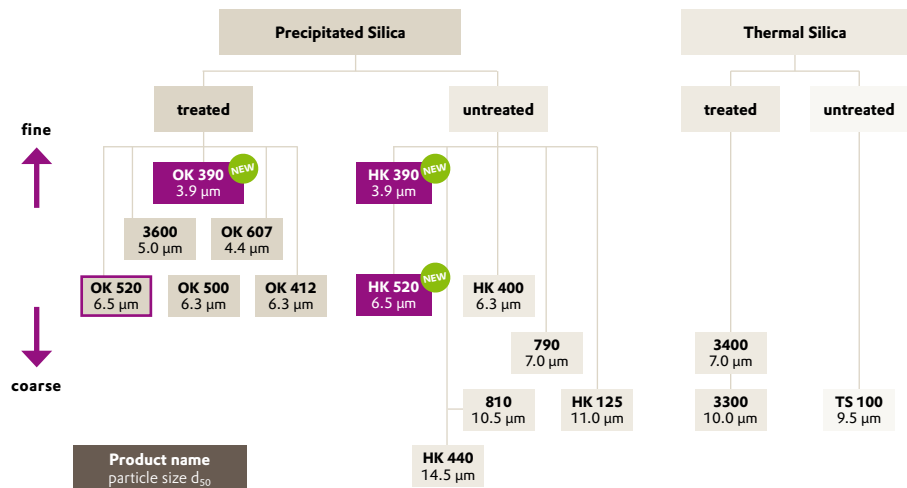 Precipitated Silica
Thermal Silica
treated
untreated
treated
untreated
fine
OK 390
3.9 µm
NEW
HK 390
3.9 µm
NEW
3600
5.0 µm
OK 607
4.4 µm
OK 520
6.5 µm
OK 500
6.3 µm
OK 412
6.3 µm
HK 520
6.5 µm
NEW
HK 400
6.3 µm
790
7.0 µm
3400
7.0 µm
coarse
810
10.5 µm
HK 125
11.0 µm
3300
10.0 µm
TS 100
9.5 µm
HK 440
14.5 µm
Product name
particle size d₅₀